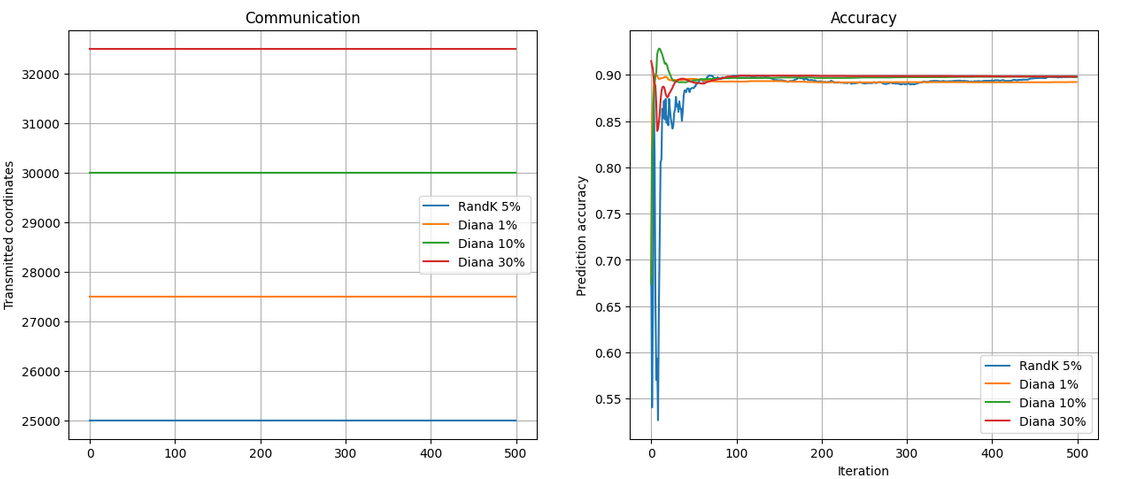 Communication
Transmitted coordinates
32000
31000
30000
29000
28000
27000
26000
25000
0 100 200 300 400 500
RandK 5%
Diana 1%
Diana 10%
Diana 30%
Accuracy
Prediction accuracy
0.90
0.85
0.80
0.75
0.70
0.65
0.60
0.55
0 100 200 300 400 500
Iteration
RandK 5%
Diana 1%
Diana 10%
Diana 30%